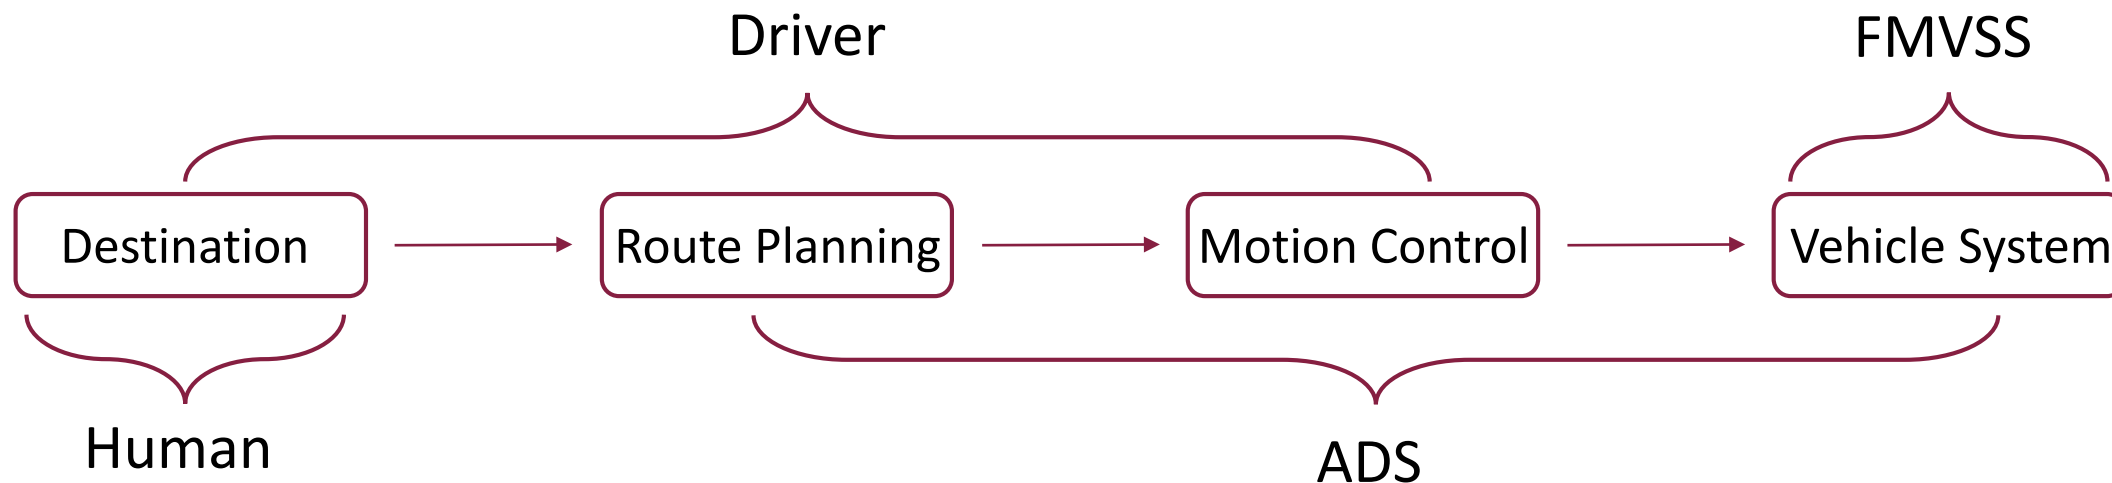 Driver
FMVSS
Destination
Route Planning
Motion Control
Vehicle System
Human
ADS